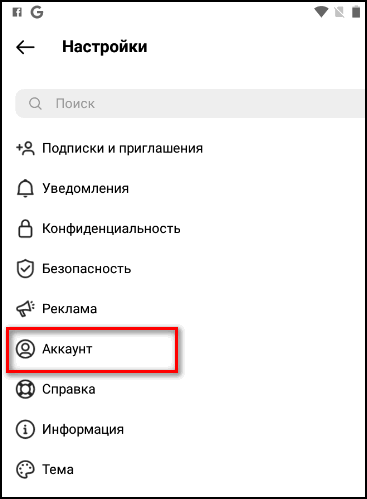 Настройки
Поиск
Подписки и приглашения
Уведомления
Конфиденциальность
Безопасность
Реклама
Аккаунт
Справка
Информация
Тема